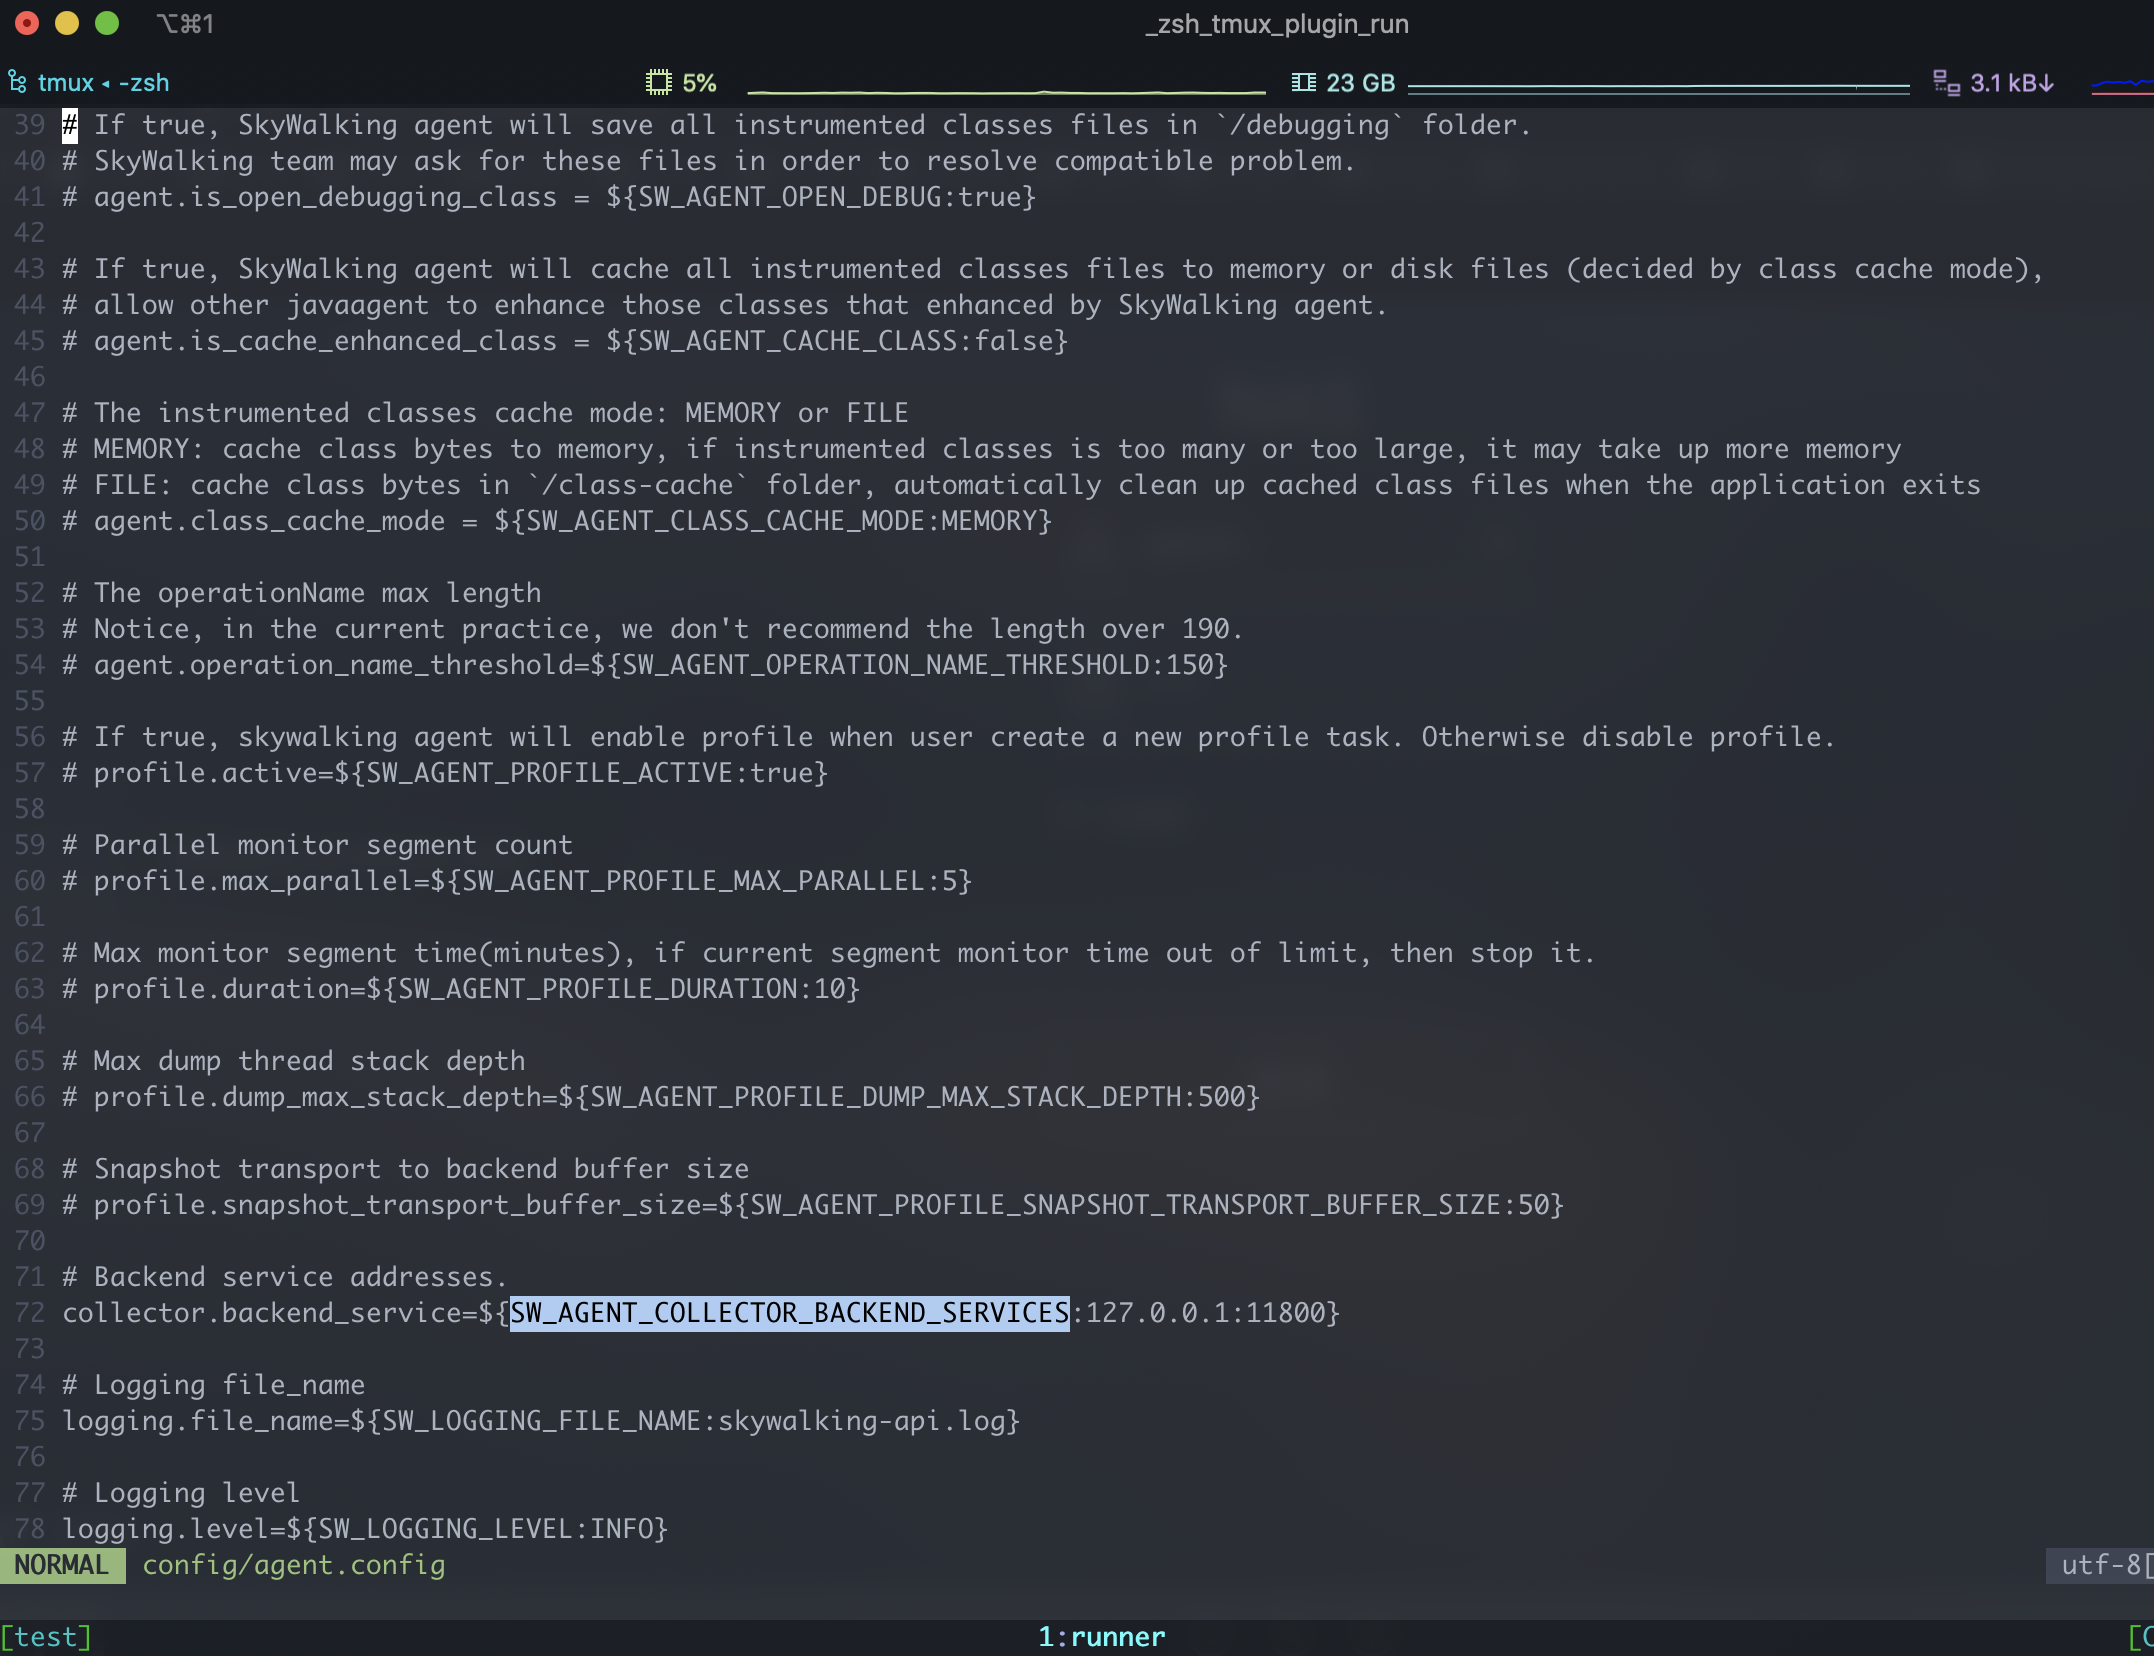 ⌥⌘1 _zsh_tmux_plugin_run
tmux ◂ -zsh 5% 23 GB 3.1 kB↓
39 # If true, SkyWalking agent will save all instrumented classes files in `/debugging` folder.
40 # SkyWalking team may ask for these files in order to resolve compatible problem.
41 # agent.is_open_debugging_class = ${SW_AGENT_OPEN_DEBUG:true}
42
43 # If true, SkyWalking agent will cache all instrumented classes files to memory or disk files (decided by class cache mode),
44 # allow other javaagent to enhance those classes that enhanced by SkyWalking agent.
45 # agent.is_cache_enhanced_class = ${SW_AGENT_CACHE_CLASS:false}
46
47 # The instrumented classes cache mode: MEMORY or FILE
48 # MEMORY: cache class bytes to memory, if instrumented classes is too many or too large, it may take up more memory
49 # FILE: cache class bytes in `/class-cache` folder, automatically clean up cached class files when the application exits
50 # agent.class_cache_mode = ${SW_AGENT_CLASS_CACHE_MODE:MEMORY}
51
52 # The operationName max length
53 # Notice, in the current practice, we don't recommend the length over 190.
54 # agent.operation_name_threshold=${SW_AGENT_OPERATION_NAME_THRESHOLD:150}
55
56 # If true, skywalking agent will enable profile when user create a new profile task. Otherwise disable profile.
57 # profile.active=${SW_AGENT_PROFILE_ACTIVE:true}
58
59 # Parallel monitor segment count
60 # profile.max_parallel=${SW_AGENT_PROFILE_MAX_PARALLEL:5}
61
62 # Max monitor segment time(minutes), if current segment monitor time out of limit, then stop it.
63 # profile.duration=${SW_AGENT_PROFILE_DURATION:10}
64
65 # Max dump thread stack depth
66 # profile.dump_max_stack_depth=${SW_AGENT_PROFILE_DUMP_MAX_STACK_DEPTH:500}
67
68 # Snapshot transport to backend buffer size
69 # profile.snapshot_transport_buffer_size=${SW_AGENT_PROFILE_SNAPSHOT_TRANSPORT_BUFFER_SIZE:50}
70
71 # Backend service addresses.
72 collector.backend_service=${SW_AGENT_COLLECTOR_BACKEND_SERVICES:127.0.0.1:11800}
73
74 # Logging file_name
75 logging.file_name=${SW_LOGGING_FILE_NAME:skywalking-api.log}
76
77 # Logging level
78 logging.level=${SW_LOGGING_LEVEL:INFO}
NORMAL config/agent.config utf-8[
[test] 1:runner [